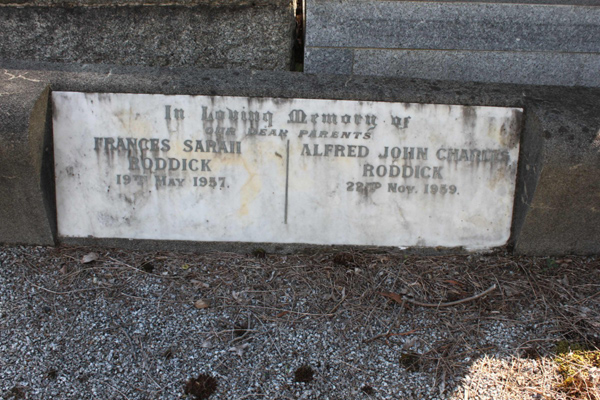 In Loving Memory of
OUR DEAR PARENTS
FRANCES SARAH
RODDICK
19TH MAY 1957.
ALFRED JOHN CHARLES
RODDICK
22ND NOV. 1959.